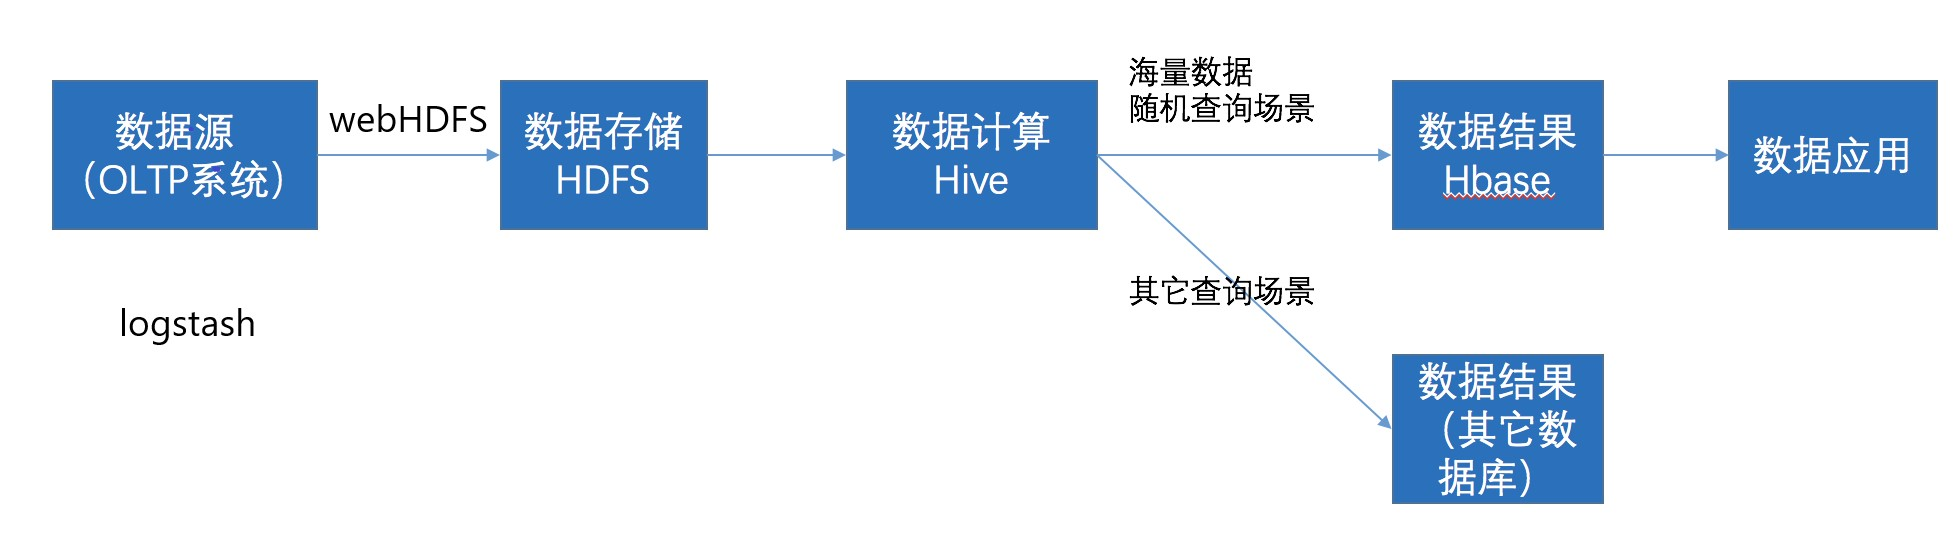 数据源
（OLTP系统）
webHDFS
数据存储
HDFS
数据计算
Hive
海量数据
随机查询场景
数据结果
Hbase
数据应用
其它查询场景
logstash
数据结果
（其它数
据库）